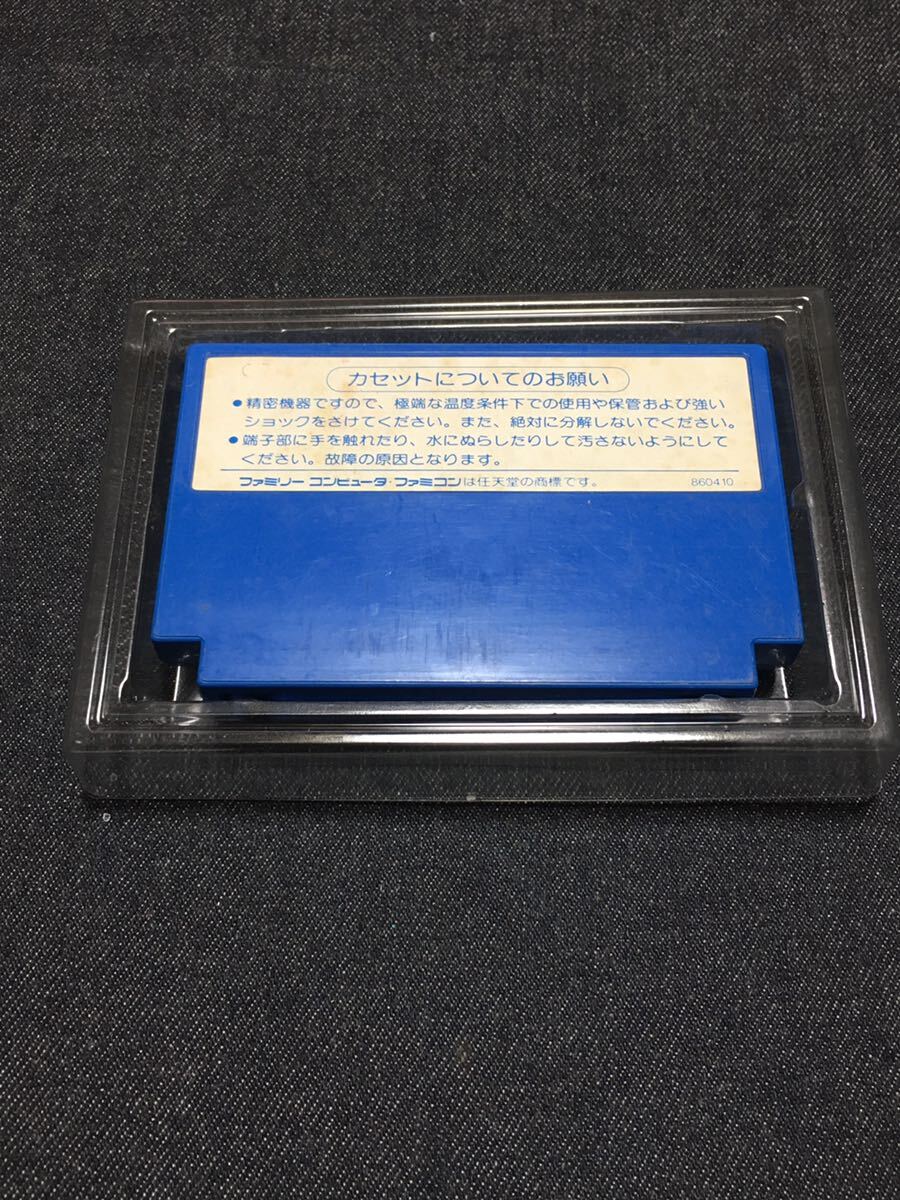 カセットについてのお願い
●精密機器ですので、極端な温度条件下での使用や保管および強い
ショックをさけてください。また、絶対に分解しないでください。
●端子部に手を触れたり、水にぬらしたりして汚さないようにして
ください。故障の原因となります。
ファミリー コンピュータ・ファミコンは任天堂の商標です。 860410